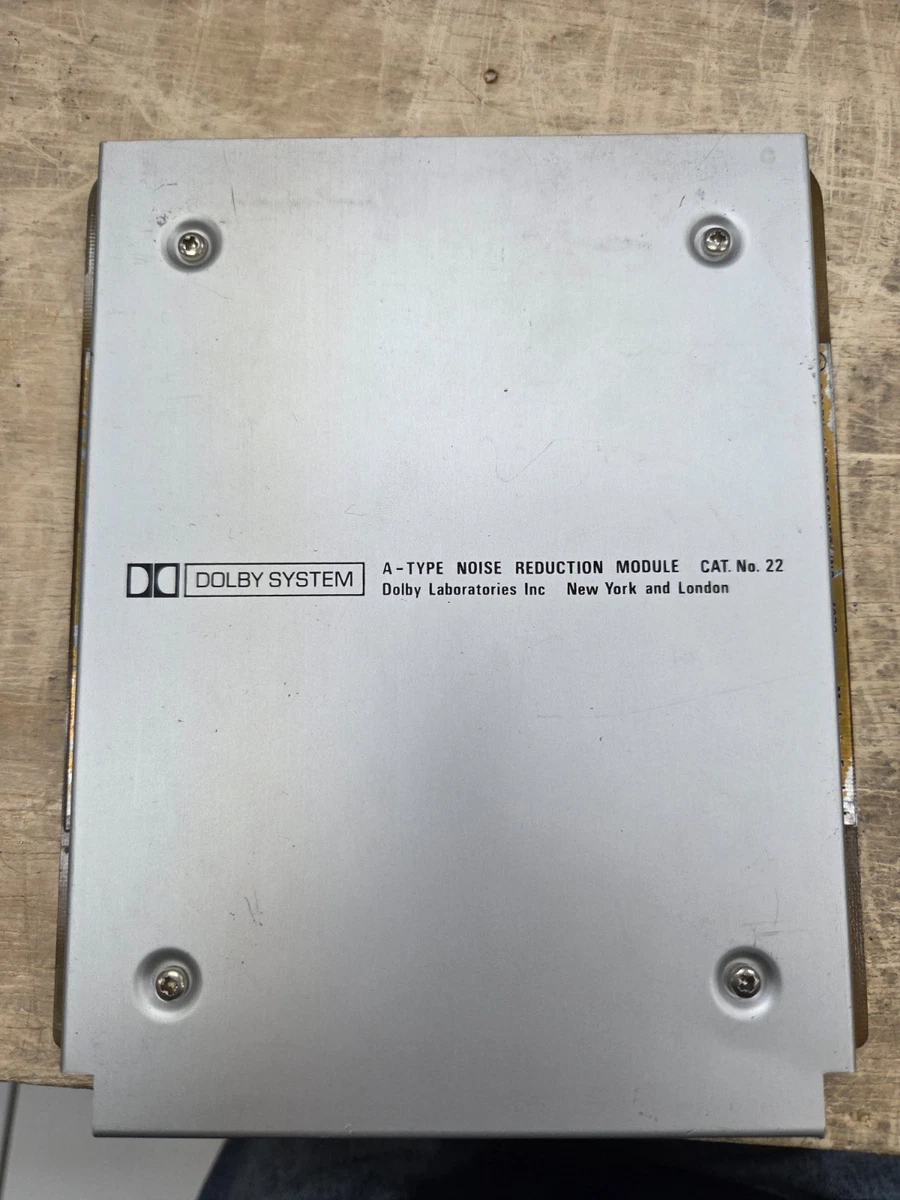 DOLBY SYSTEM
A-TYPE NOISE REDUCTION MODULE CAT. No. 22
Dolby Laboratories Inc New York and London